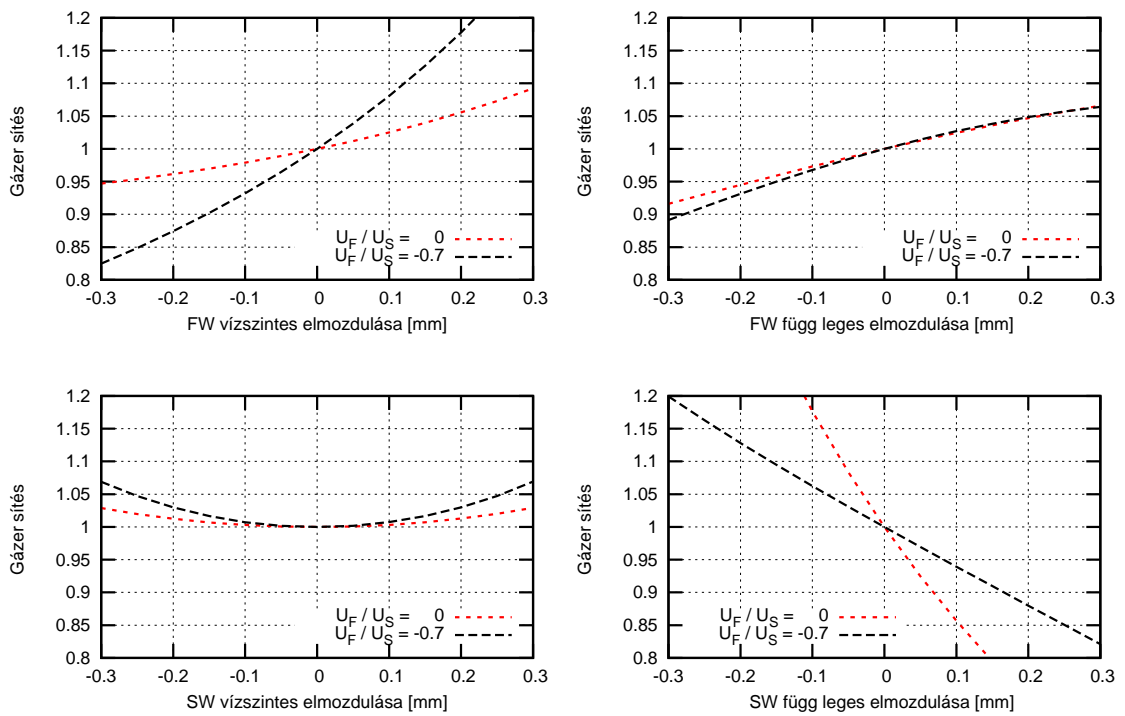 1.2
1.15
1.1
1.05
1
0.95
0.9
0.85
0.8
Gázer sítés
U_F / U_S = 0
U_F / U_S = -0.7
-0.3 -0.2 -0.1 0 0.1 0.2 0.3
FW vízszintes elmozdulása [mm]
1.2
1.15
1.1
1.05
1
0.95
0.9
0.85
0.8
Gázer sítés
U_F / U_S = 0
U_F / U_S = -0.7
-0.3 -0.2 -0.1 0 0.1 0.2 0.3
FW függ leges elmozdulása [mm]
1.2
1.15
1.1
1.05
1
0.95
0.9
0.85
0.8
Gázer sítés
U_F / U_S = 0
U_F / U_S = -0.7
-0.3 -0.2 -0.1 0 0.1 0.2 0.3
SW vízszintes elmozdulása [mm]
1.2
1.15
1.1
1.05
1
0.95
0.9
0.85
0.8
Gázer sítés
U_F / U_S = 0
U_F / U_S = -0.7
-0.3 -0.2 -0.1 0 0.1 0.2 0.3
SW függ leges elmozdulása [mm]